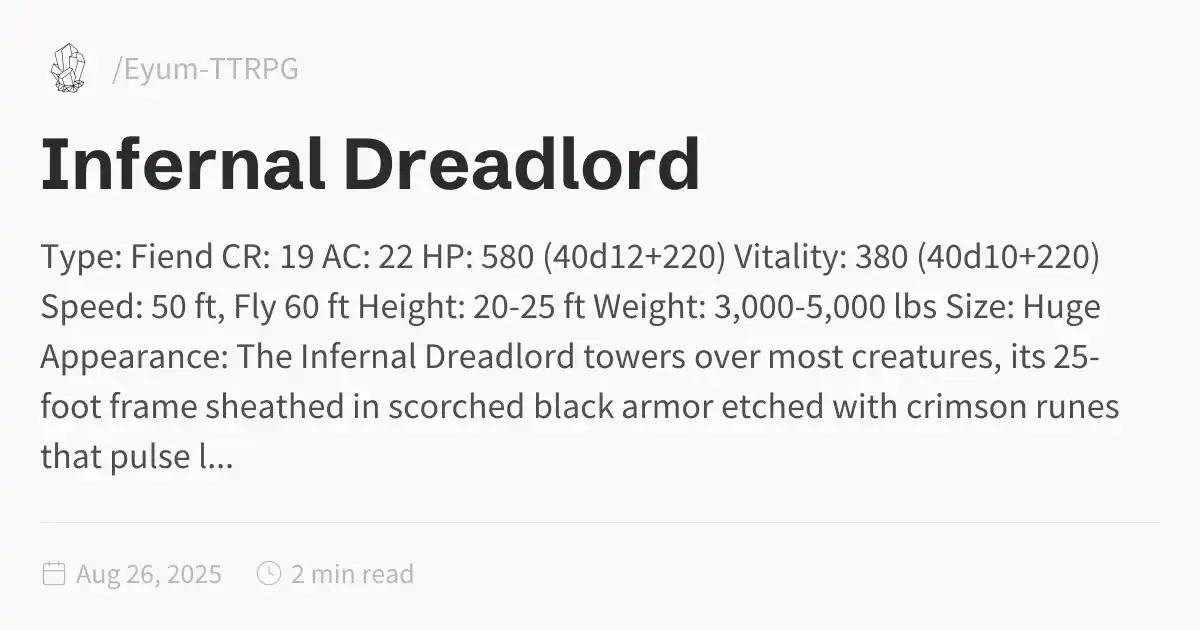 /Eyum-TTRPG
Infernal Dreadlord
Type: Fiend CR: 19 AC: 22 HP: 580 (40d12+220) Vitality: 380 (40d10+220)
Speed: 50 ft, Fly 60 ft Height: 20-25 ft Weight: 3,000-5,000 lbs Size: Huge
Appearance: The Infernal Dreadlord towers over most creatures, its 25-
foot frame sheathed in scorched black armor etched with crimson runes
that pulse l...
Aug 26, 2025 2 min read